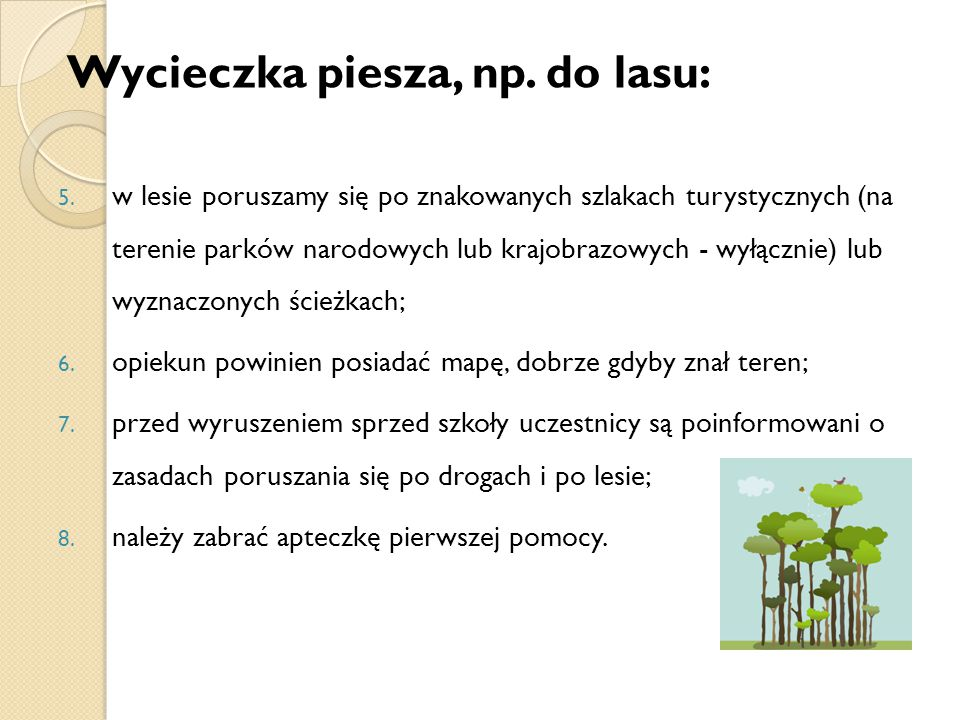 Wycieczka piesza, np. do lasu:
5. w lesie poruszamy się po znakowanych szlakach turystycznych (na
terenie parków narodowych lub krajobrazowych - wyłącznie) lub
wyznaczonych ścieżkach;
6. opiekun powinien posiadać mapę, dobrze gdyby znał teren;
7. przed wyruszeniem sprzed szkoły uczestnicy są poinformowani o
zasadach poruszania się po drogach i po lesie;
8. należy zabrać apteczkę pierwszej pomocy.